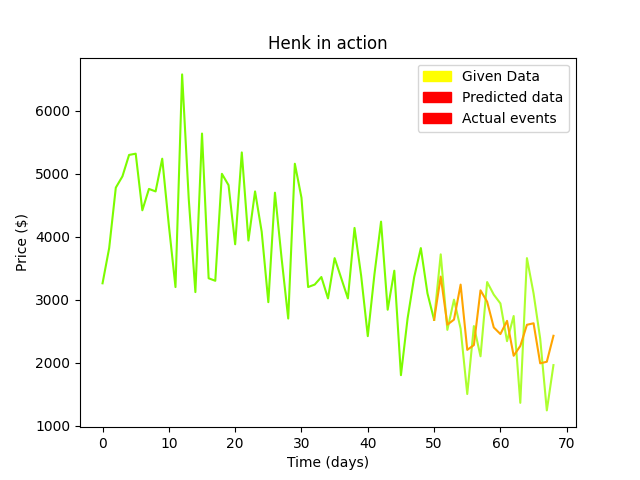 Henk in action
Given Data
Predicted data
Actual events
6000
5000
4000
3000
2000
1000
Price ($)
0 10 20 30 40 50 60 70
Time (days)